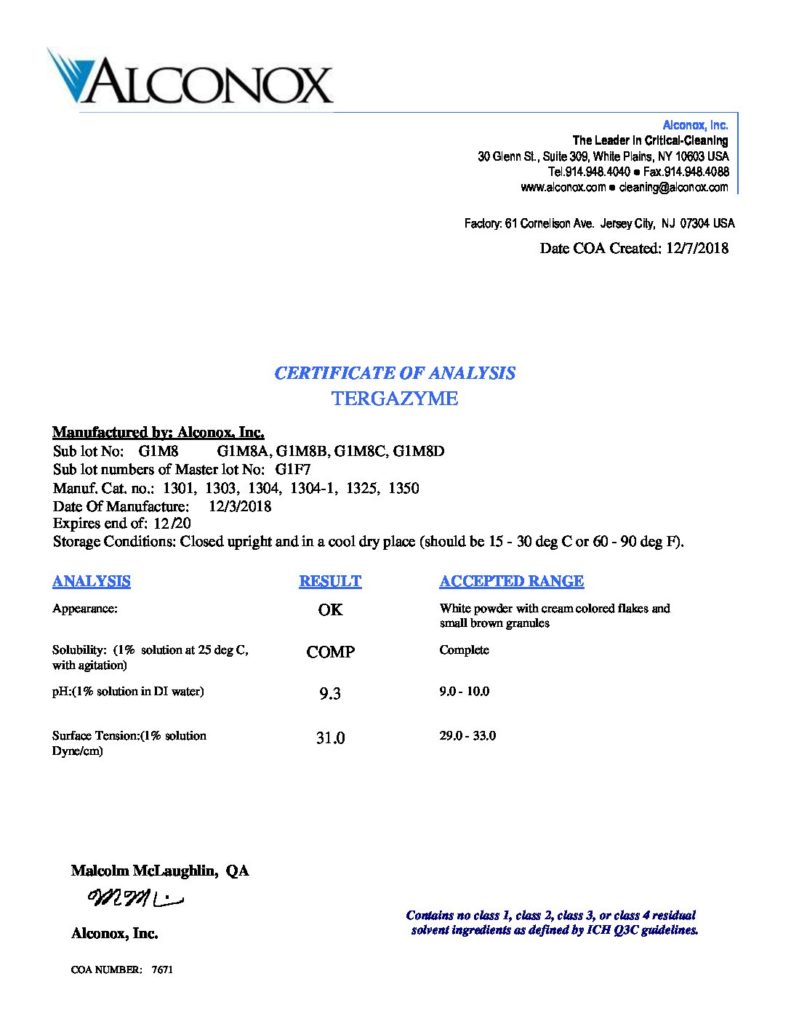 ALCONOX
Alconox, Inc.
The Leader in Critical-Cleaning
30 Glenn St., Suite 309, White Plains, NY 10603 USA
Tel.914.948.4040 ● Fax.914.948.4088
www.alconox.com ● cleaning@alconox.com
Factory: 61 Cornelison Ave. Jersey City, NJ 07304 USA
Date COA Created: 12/7/2018
CERTIFICATE OF ANALYSIS
TERGAZYME
Manufactured by: Alconox, Inc.
Sub lot No: G1M8 G1M8A, G1M8B, G1M8C, G1M8D
Sub lot numbers of Master lot No: G1F7
Manuf. Cat. no.: 1301, 1303, 1304, 1304-1, 1325, 1350
Date Of Manufacture: 12/3/2018
Expires end of: 12/20
Storage Conditions: Closed upright and in a cool dry place (should be 15 - 30 deg C or 60 - 90 deg F).
ANALYSIS RESULT ACCEPTED RANGE
Appearance: OK White powder with cream colored flakes and
small brown granules
Solubility: (1% solution at 25 deg C, COMP Complete
with agitation)
pH:(1% solution in DI water) 9.3 9.0 - 10.0
Surface Tension:(1% solution 31.0 29.0 - 33.0
Dyne/cm)
Malcolm McLaughlin, QA
Alconox, Inc.
Contains no class 1, class 2, class 3, or class 4 residual
solvent ingredients as defined by ICH Q3C guidelines.
COA NUMBER: 7671